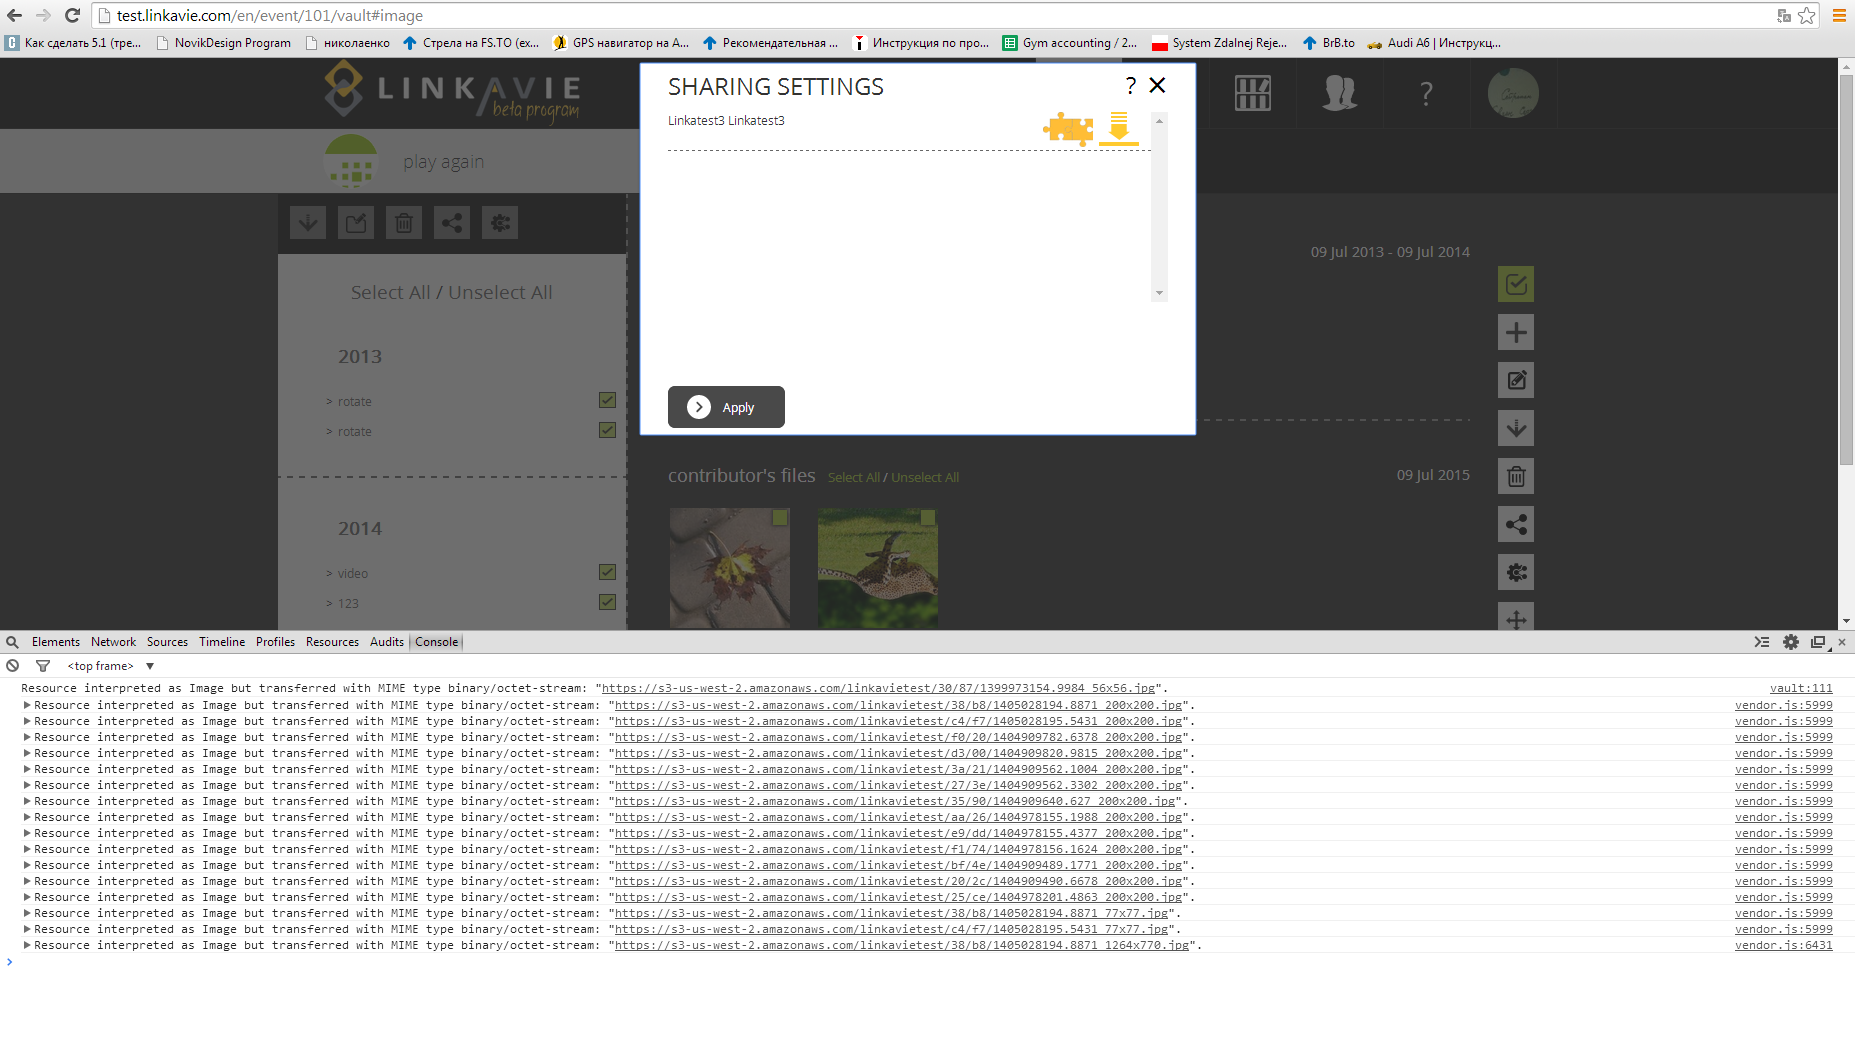 test.linkavie.com/en/event/101/vault#image
Как сделать 5.1 (тре...
NovikDesign Program
николаенко
Стрела на FS.TO (ex...
GPS навигатор на A...
Рекомендательная ...
Инструкция по про...
Gym accounting / 2...
System Zdalnej Reje...
BrB.to
Audi A6 | Инструкц...
LINKAVIE
beta program
SHARING SETTINGS
?
Linkatest3 Linkatest3
?
play again
Select All / Unselect All
09 Jul 2013 - 09 Jul 2014
2013
> rotate
> rotate
Apply
contributor's files Select All / Unselect All
09 Jul 2015
2014
> video
> 123
Elements Network Sources Timeline Profiles Resources Audits Console
<top frame>
Resource interpreted as Image but transferred with MIME type binary/octet-stream: "https://s3-us-west-2.amazonaws.com/linkavietest/30/87/1399973154.9984_56x56.jpg". vault:111
Resource interpreted as Image but transferred with MIME type binary/octet-stream: "https://s3-us-west-2.amazonaws.com/linkavietest/38/b8/1405028194.8871_200x200.jpg". vendor.js:5999
Resource interpreted as Image but transferred with MIME type binary/octet-stream: "https://s3-us-west-2.amazonaws.com/linkavietest/c4/f7/1405028195.5431_200x200.jpg". vendor.js:5999
Resource interpreted as Image but transferred with MIME type binary/octet-stream: "https://s3-us-west-2.amazonaws.com/linkavietest/f0/20/1404909782.6378_200x200.jpg". vendor.js:5999
Resource interpreted as Image but transferred with MIME type binary/octet-stream: "https://s3-us-west-2.amazonaws.com/linkavietest/d3/00/1404909820.9815_200x200.jpg". vendor.js:5999
Resource interpreted as Image but transferred with MIME type binary/octet-stream: "https://s3-us-west-2.amazonaws.com/linkavietest/3a/21/1404909562.1004_200x200.jpg". vendor.js:5999
Resource interpreted as Image but transferred with MIME type binary/octet-stream: "https://s3-us-west-2.amazonaws.com/linkavietest/27/3e/1404909562.3302_200x200.jpg". vendor.js:5999
Resource interpreted as Image but transferred with MIME type binary/octet-stream: "https://s3-us-west-2.amazonaws.com/linkavietest/35/90/1404909640.627_200x200.jpg". vendor.js:5999
Resource interpreted as Image but transferred with MIME type binary/octet-stream: "https://s3-us-west-2.amazonaws.com/linkavietest/aa/26/1404978155.1988_200x200.jpg". vendor.js:5999
Resource interpreted as Image but transferred with MIME type binary/octet-stream: "https://s3-us-west-2.amazonaws.com/linkavietest/e9/dd/1404978155.4377_200x200.jpg". vendor.js:5999
Resource interpreted as Image but transferred with MIME type binary/octet-stream: "https://s3-us-west-2.amazonaws.com/linkavietest/f1/74/1404978156.1624_200x200.jpg". vendor.js:5999
Resource interpreted as Image but transferred with MIME type binary/octet-stream: "https://s3-us-west-2.amazonaws.com/linkavietest/bf/4e/1404909489.1771_200x200.jpg". vendor.js:5999
Resource interpreted as Image but transferred with MIME type binary/octet-stream: "https://s3-us-west-2.amazonaws.com/linkavietest/20/2c/1404909490.6678_200x200.jpg". vendor.js:5999
Resource interpreted as Image but transferred with MIME type binary/octet-stream: "https://s3-us-west-2.amazonaws.com/linkavietest/25/ce/1404978201.4863_200x200.jpg". vendor.js:5999
Resource interpreted as Image but transferred with MIME type binary/octet-stream: "https://s3-us-west-2.amazonaws.com/linkavietest/38/b8/1405028194.8871_77x77.jpg". vendor.js:5999
Resource interpreted as Image but transferred with MIME type binary/octet-stream: "https://s3-us-west-2.amazonaws.com/linkavietest/c4/f7/1405028195.5431_77x77.jpg". vendor.js:5999
Resource interpreted as Image but transferred with MIME type binary/octet-stream: "https://s3-us-west-2.amazonaws.com/linkavietest/38/b8/1405028194.8871_1264x770.jpg". vendor.js:6431